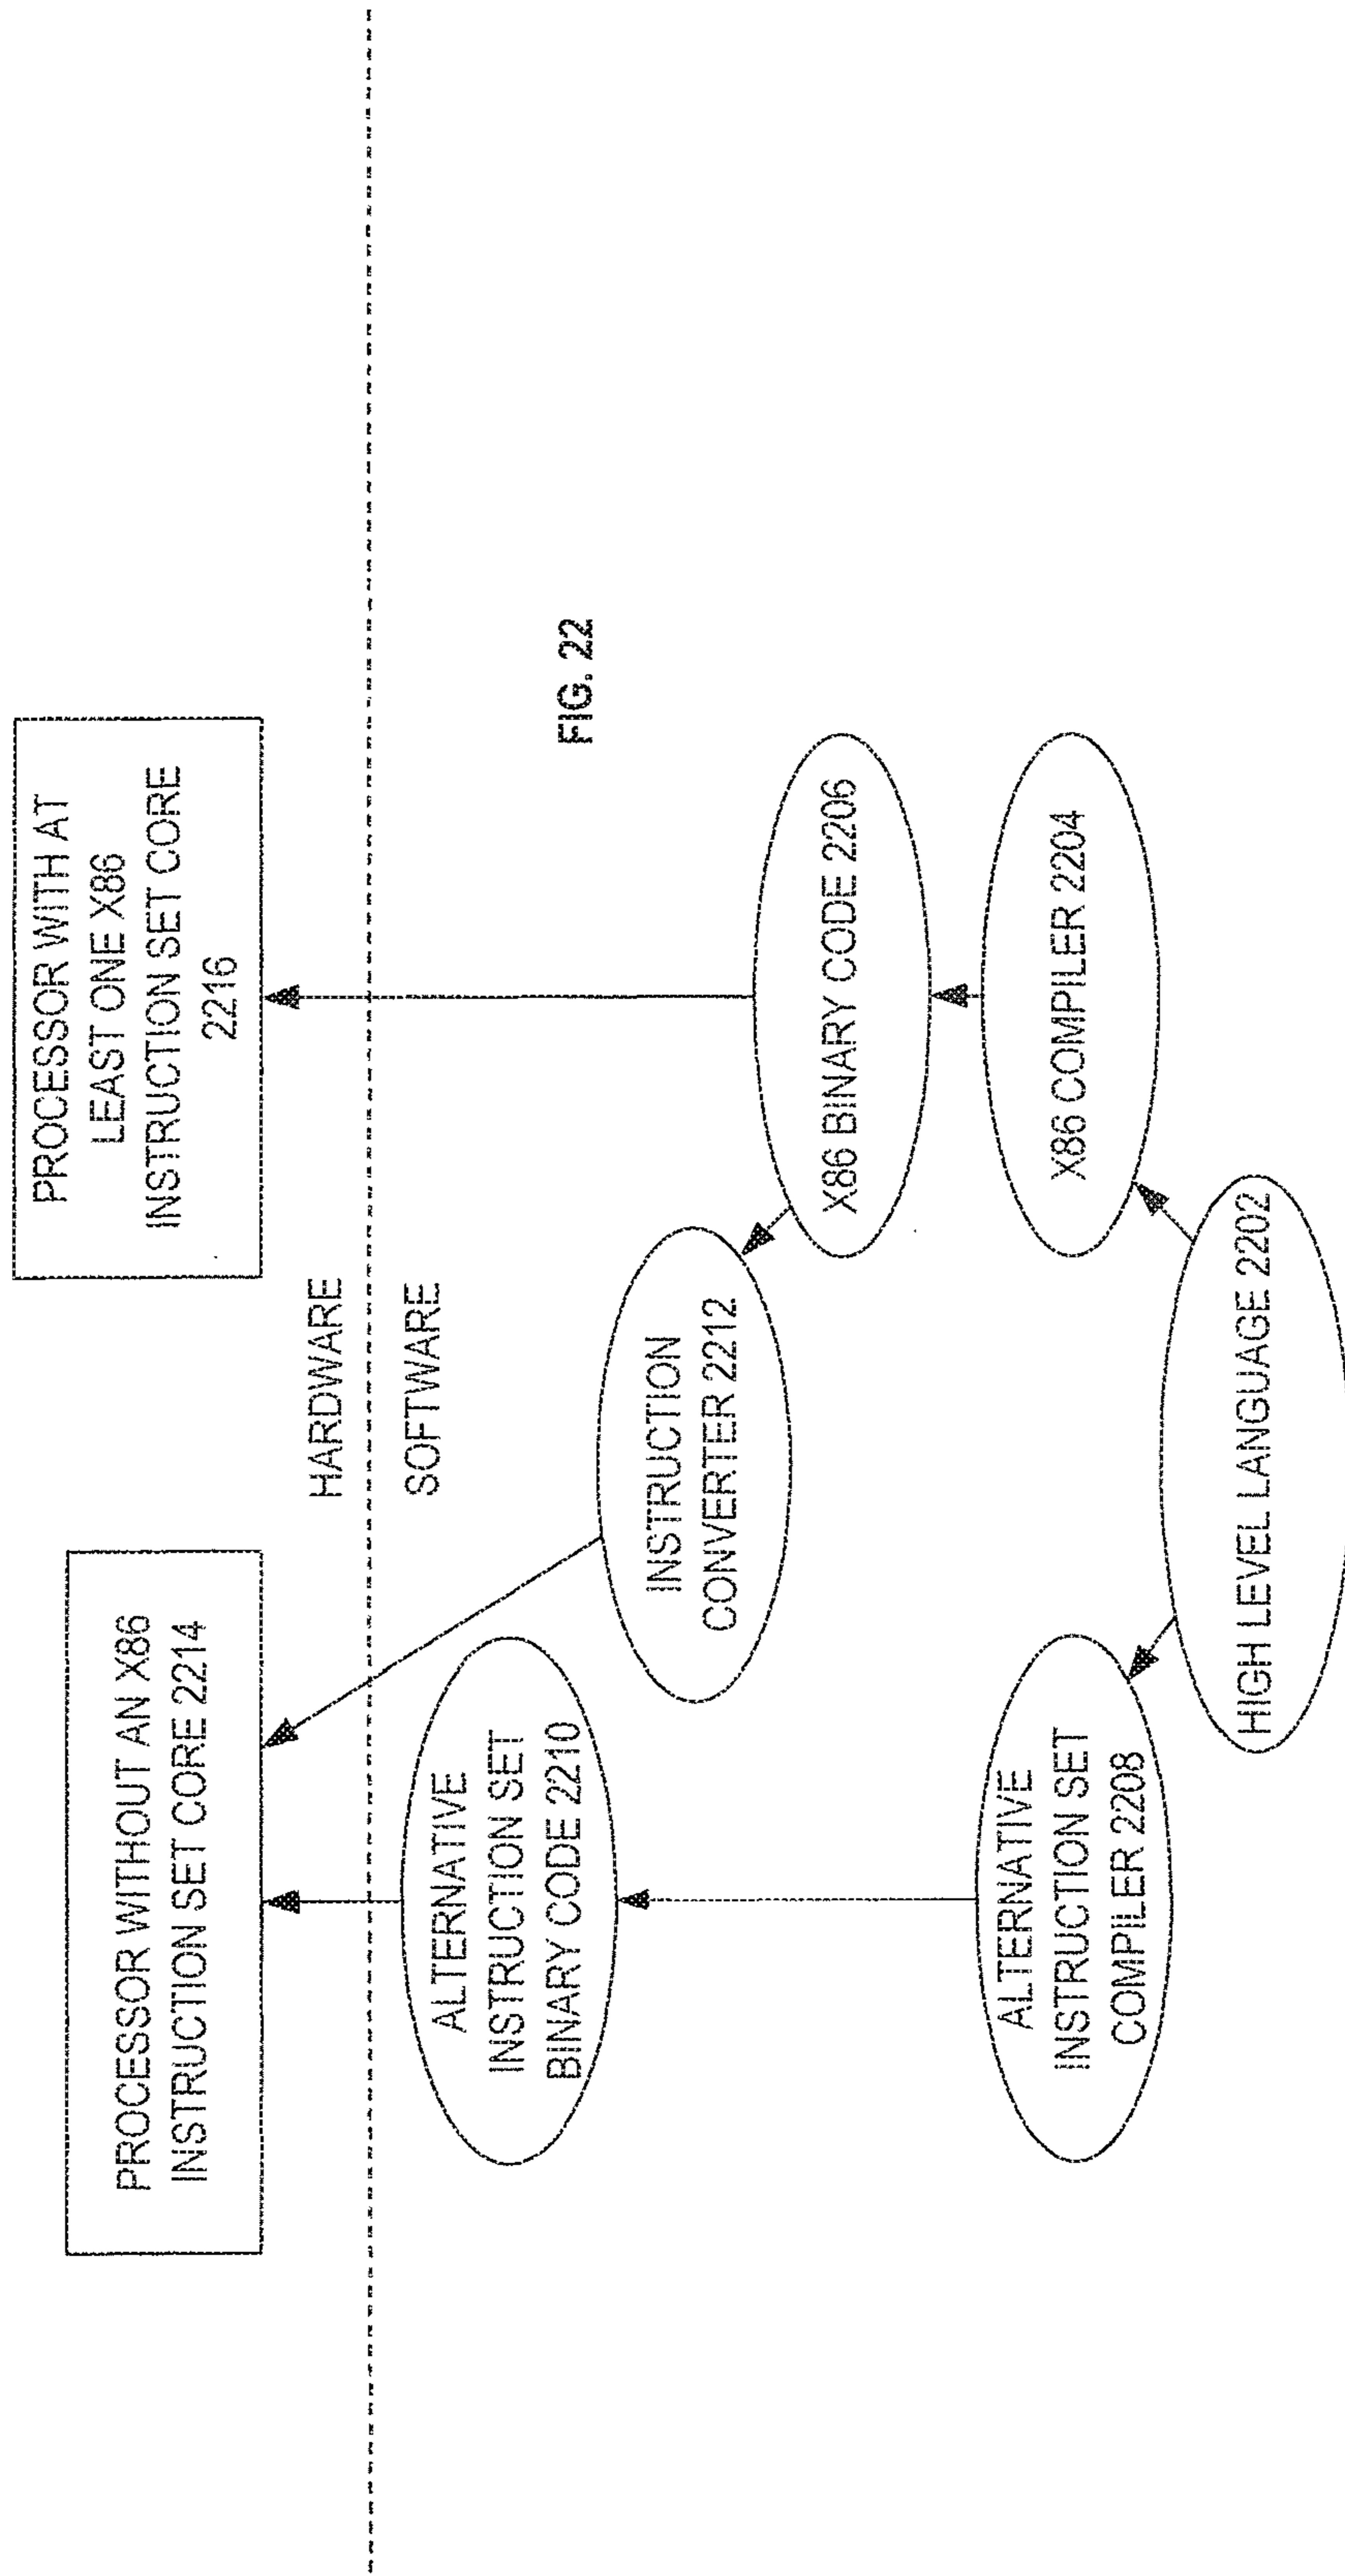 PROCESSOR WITHOUT AN X86
INSTRUCTION SET CORE 2214
PROCESSOR WITH AT
LEAST ONE X86
INSTRUCTION SET CORE
2216
HARDWARE
SOFTWARE
ALTERNATIVE
INSTRUCTION SET
BINARY CODE 2210
INSTRUCTION
CONVERTER 2212
FIG. 22
X86 BINARY CODE 2206
ALTERNATIVE
INSTRUCTION SET
COMPILER 2208
X86 COMPILER 2204
HIGH LEVEL LANGUAGE 2202